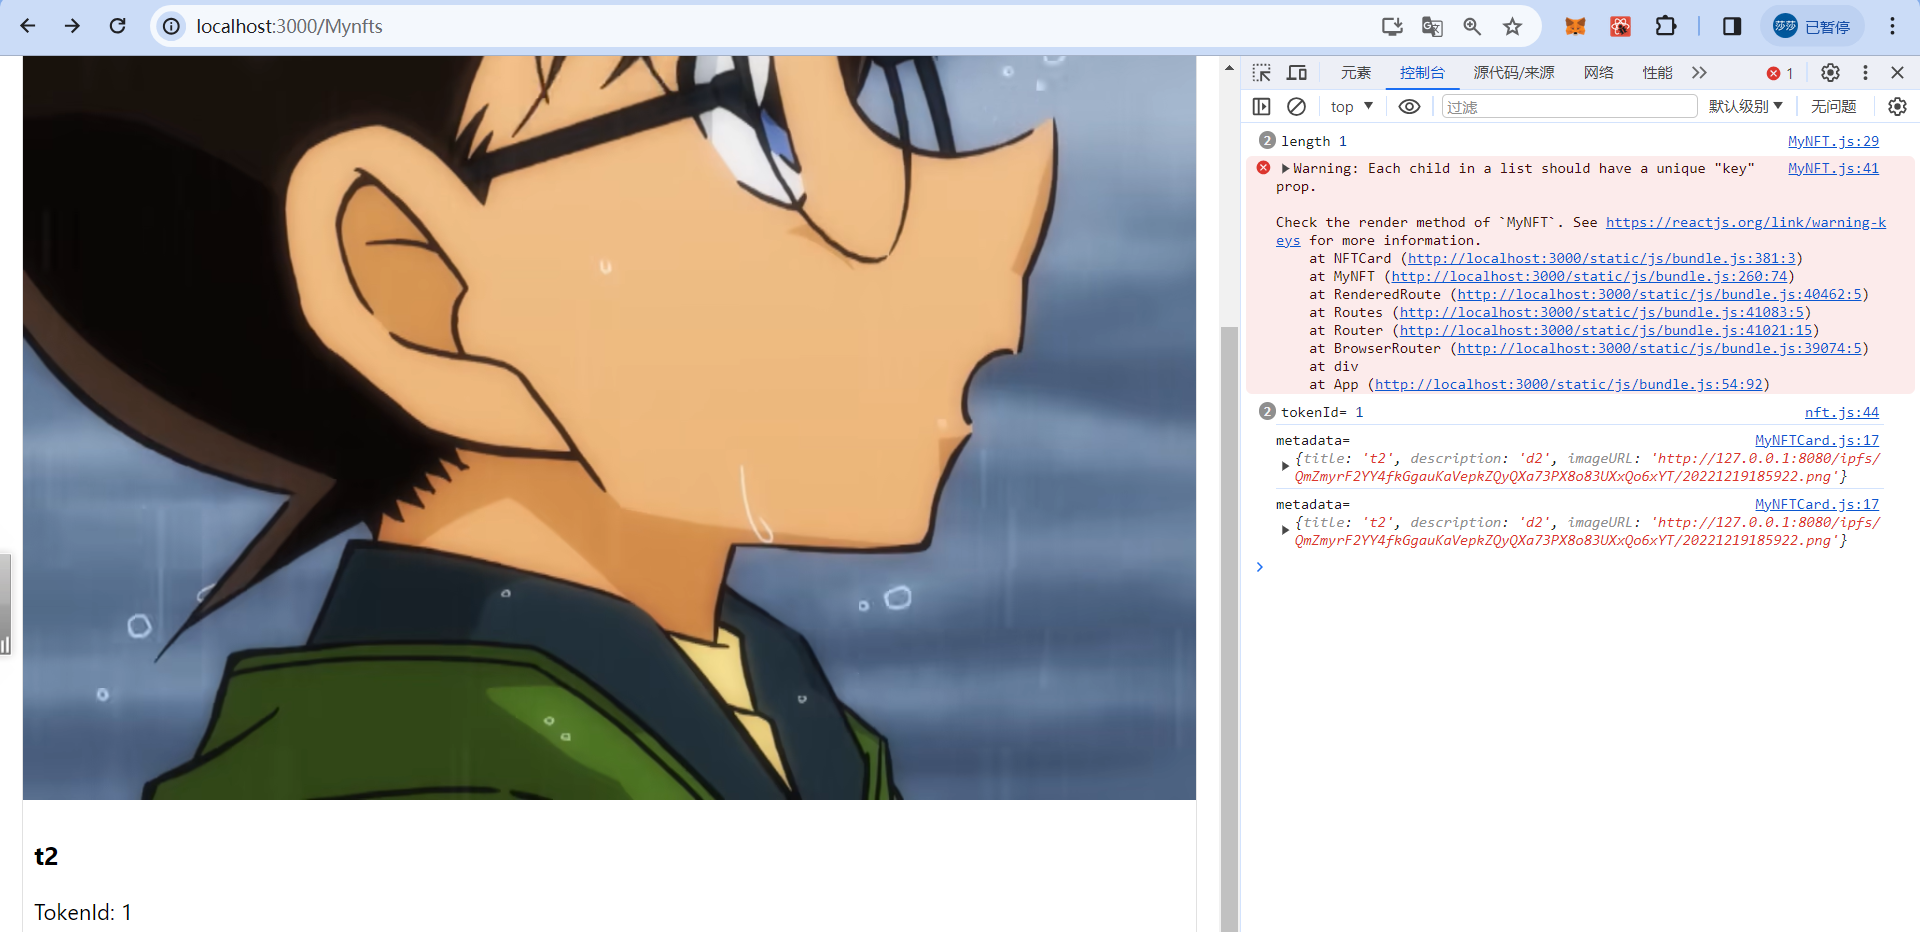 localhost:3000/Mynfts
莎莎 已暂停
元素 控制台 源代码/来源 网络 性能 1
top 过滤 默认级别 无问题
2 length 1 MyNFT.js:29
Warning: Each child in a list should have a unique "key" MyNFT.js:41
prop.
Check the render method of `MyNFT`. See https://reactjs.org/link/warning-k
eys for more information.
at NFTCard (http://localhost:3000/static/js/bundle.js:381:3)
at MyNFT (http://localhost:3000/static/js/bundle.js:260:74)
at RenderedRoute (http://localhost:3000/static/js/bundle.js:40462:5)
at Routes (http://localhost:3000/static/js/bundle.js:41083:5)
at Router (http://localhost:3000/static/js/bundle.js:41021:15)
at BrowserRouter (http://localhost:3000/static/js/bundle.js:39074:5)
at div
at App (http://localhost:3000/static/js/bundle.js:54:92)
2 tokenId= 1 nft.js:44
metadata= MyNFTCard.js:17
{title: 't2', description: 'd2', imageURL: 'http://127.0.0.1:8080/ipfs/
QmZmyrF2YY4fkGgauKaVepkZQyQXa73PX8o83UXxQo6xYT/20221219185922.png'}
metadata= MyNFTCard.js:17
{title: 't2', description: 'd2', imageURL: 'http://127.0.0.1:8080/ipfs/
QmZmyrF2YY4fkGgauKaVepkZQyQXa73PX8o83UXxQo6xYT/20221219185922.png'}
t2
TokenId: 1